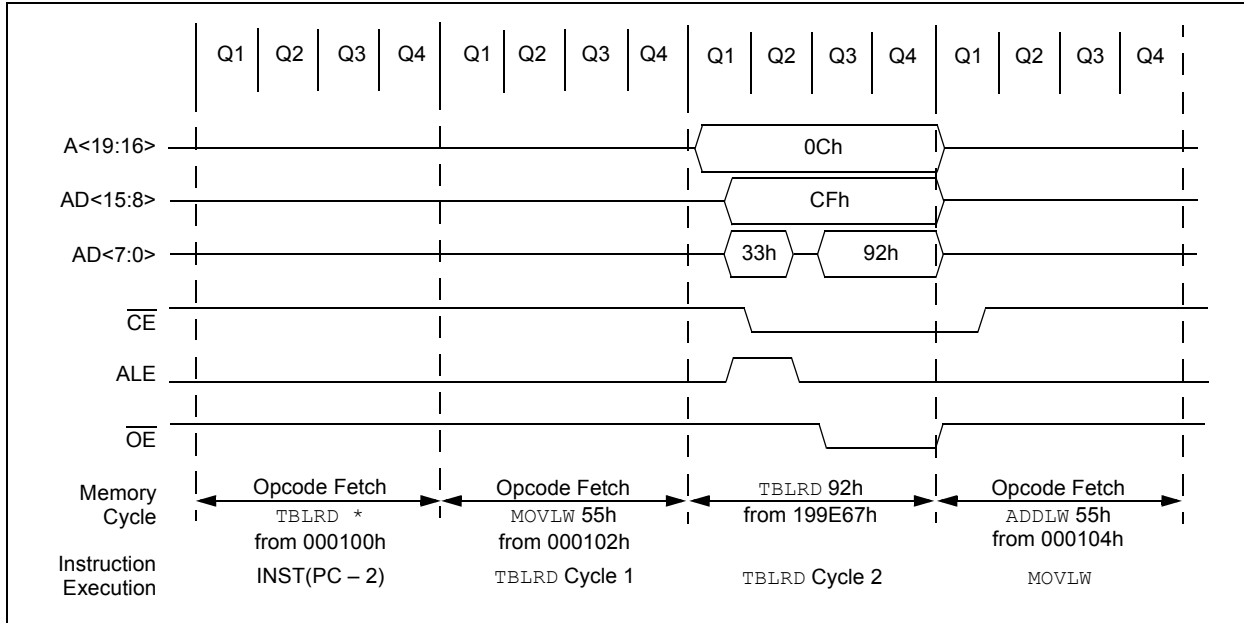 Q1 Q2 Q3 Q4 Q1 Q2 Q3 Q4 Q1 Q2 Q3 Q4 Q1 Q2 Q3 Q4
A<19:16>
0Ch
AD<15:8>
CFh
AD<7:0>
33h 92h
CE
ALE
OE
Memory
Cycle
Opcode Fetch
TBLRD *
from 000100h
Opcode Fetch
MOVLW 55h
from 000102h
TBLRD 92h
from 199E67h
Opcode Fetch
ADDLW 55h
from 000104h
Instruction
Execution
INST(PC – 2)
TBLRD Cycle 1
TBLRD Cycle 2
MOVLW